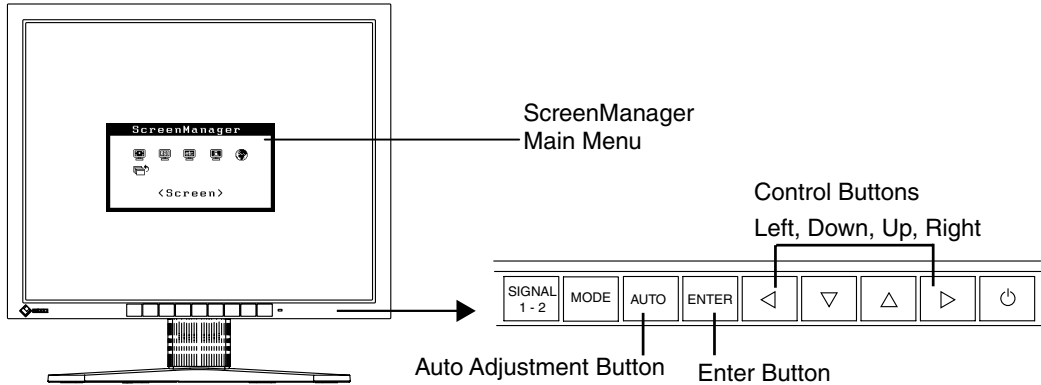 ScreenManager
<Screen>
ScreenManager
Main Menu
Control Buttons
Left, Down, Up, Right
SIGNAL
1 - 2
MODE
AUTO
ENTER
Auto Adjustment Button
Enter Button